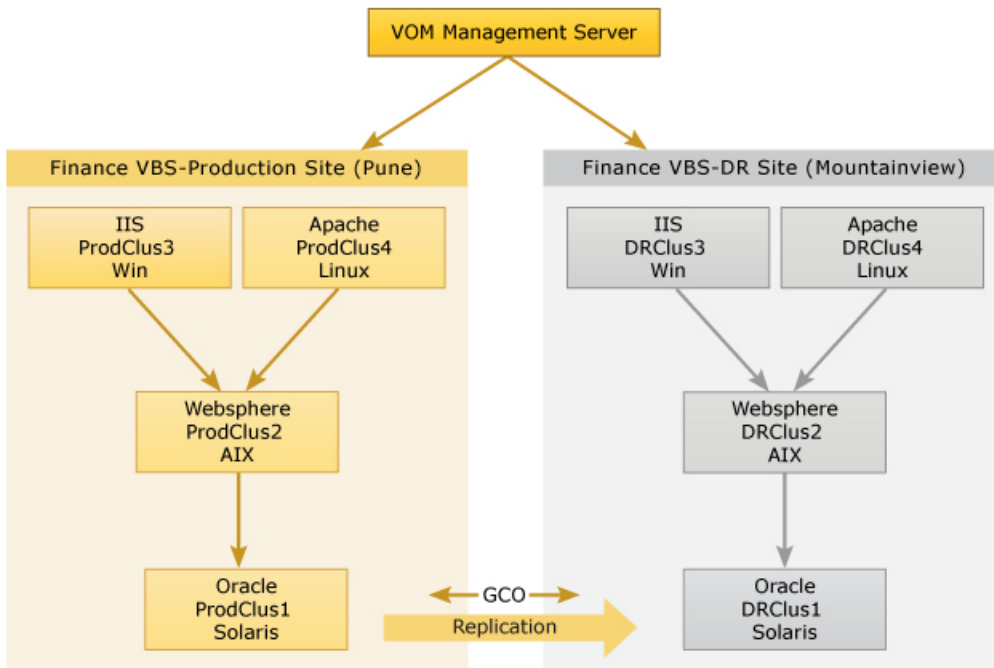 VOM Management Server
Finance VBS-Production Site (Pune)
IIS
ProdClus3
Win
Apache
ProdClus4
Linux
Websphere
ProdClus2
AIX
Oracle
ProdClus1
Solaris
GCO
Replication
Finance VBS-DR Site (Mountainview)
IIS
DRClus3
Win
Apache
DRClus4
Linux
Websphere
DRClus2
AIX
Oracle
DRClus1
Solaris